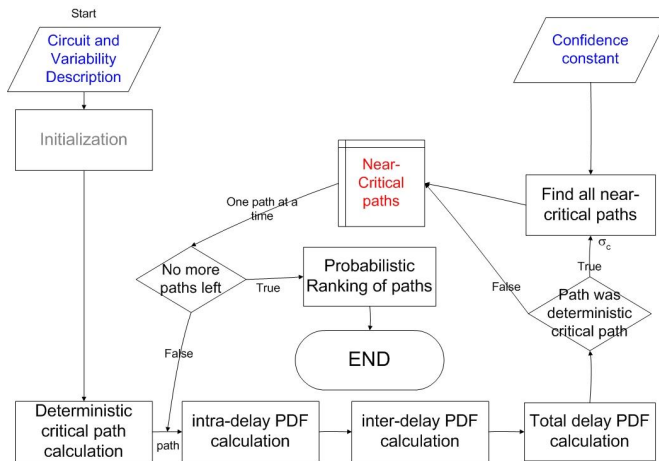 Start
Circuit and
Variability
Description
Confidence
constant
Initialization
Near-
Critical
paths
Find all near-
critical paths
One path at a
time
σc
True
No more
paths left
True
Probabilistic
Ranking of paths
False
Path was
deterministic
critical path
False
END
Deterministic
critical path
calculation
path
intra-delay PDF
calculation
inter-delay PDF
calculation
Total delay PDF
calculation